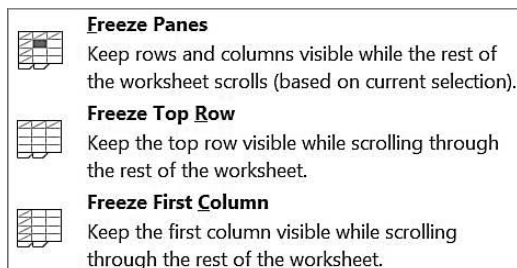 Freeze Panes
Keep rows and columns visible while the rest of
the worksheet scrolls (based on current selection).
Freeze Top Row
Keep the top row visible while scrolling through
the rest of the worksheet.
Freeze First Column
Keep the first column visible while scrolling
through the rest of the worksheet.